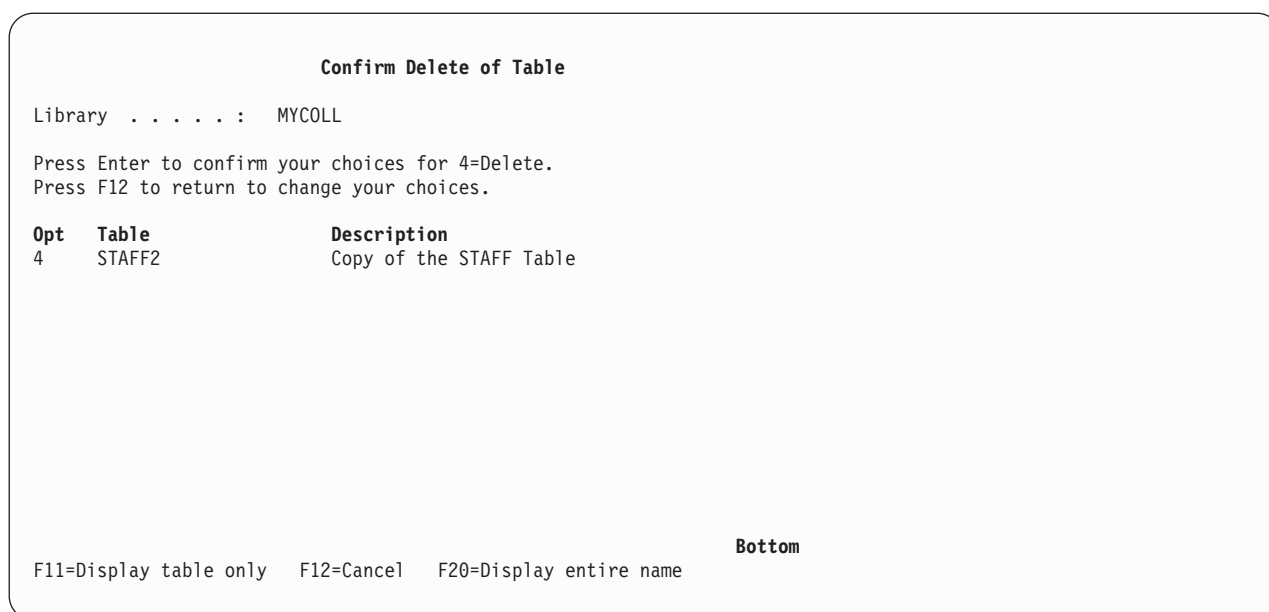 Confirm Delete of Table
Library . . . . . : MYCOLL
Press Enter to confirm your choices for 4=Delete.
Press F12 to return to change your choices.
Opt Table Description
4 STAFF2 Copy of the STAFF Table
Bottom
F11=Display table only F12=Cancel F20=Display entire name